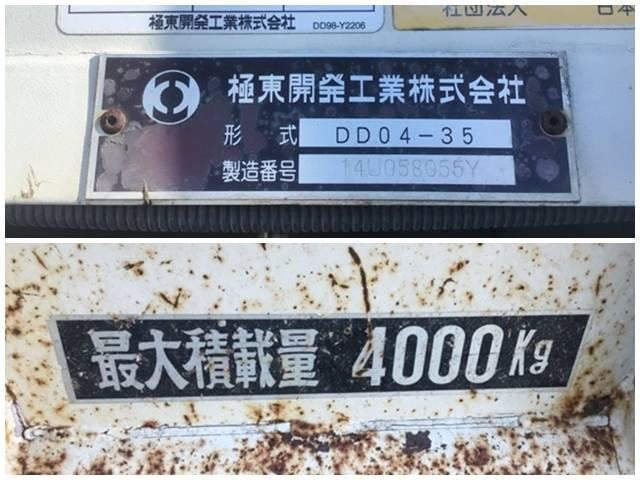 極東開発工業株式会社 DD98-Y2206
社団法人 日本
極東開発工業株式会社
形 式 DD04-35
製造番号 14U058055Y
最大積載量 4000Kg